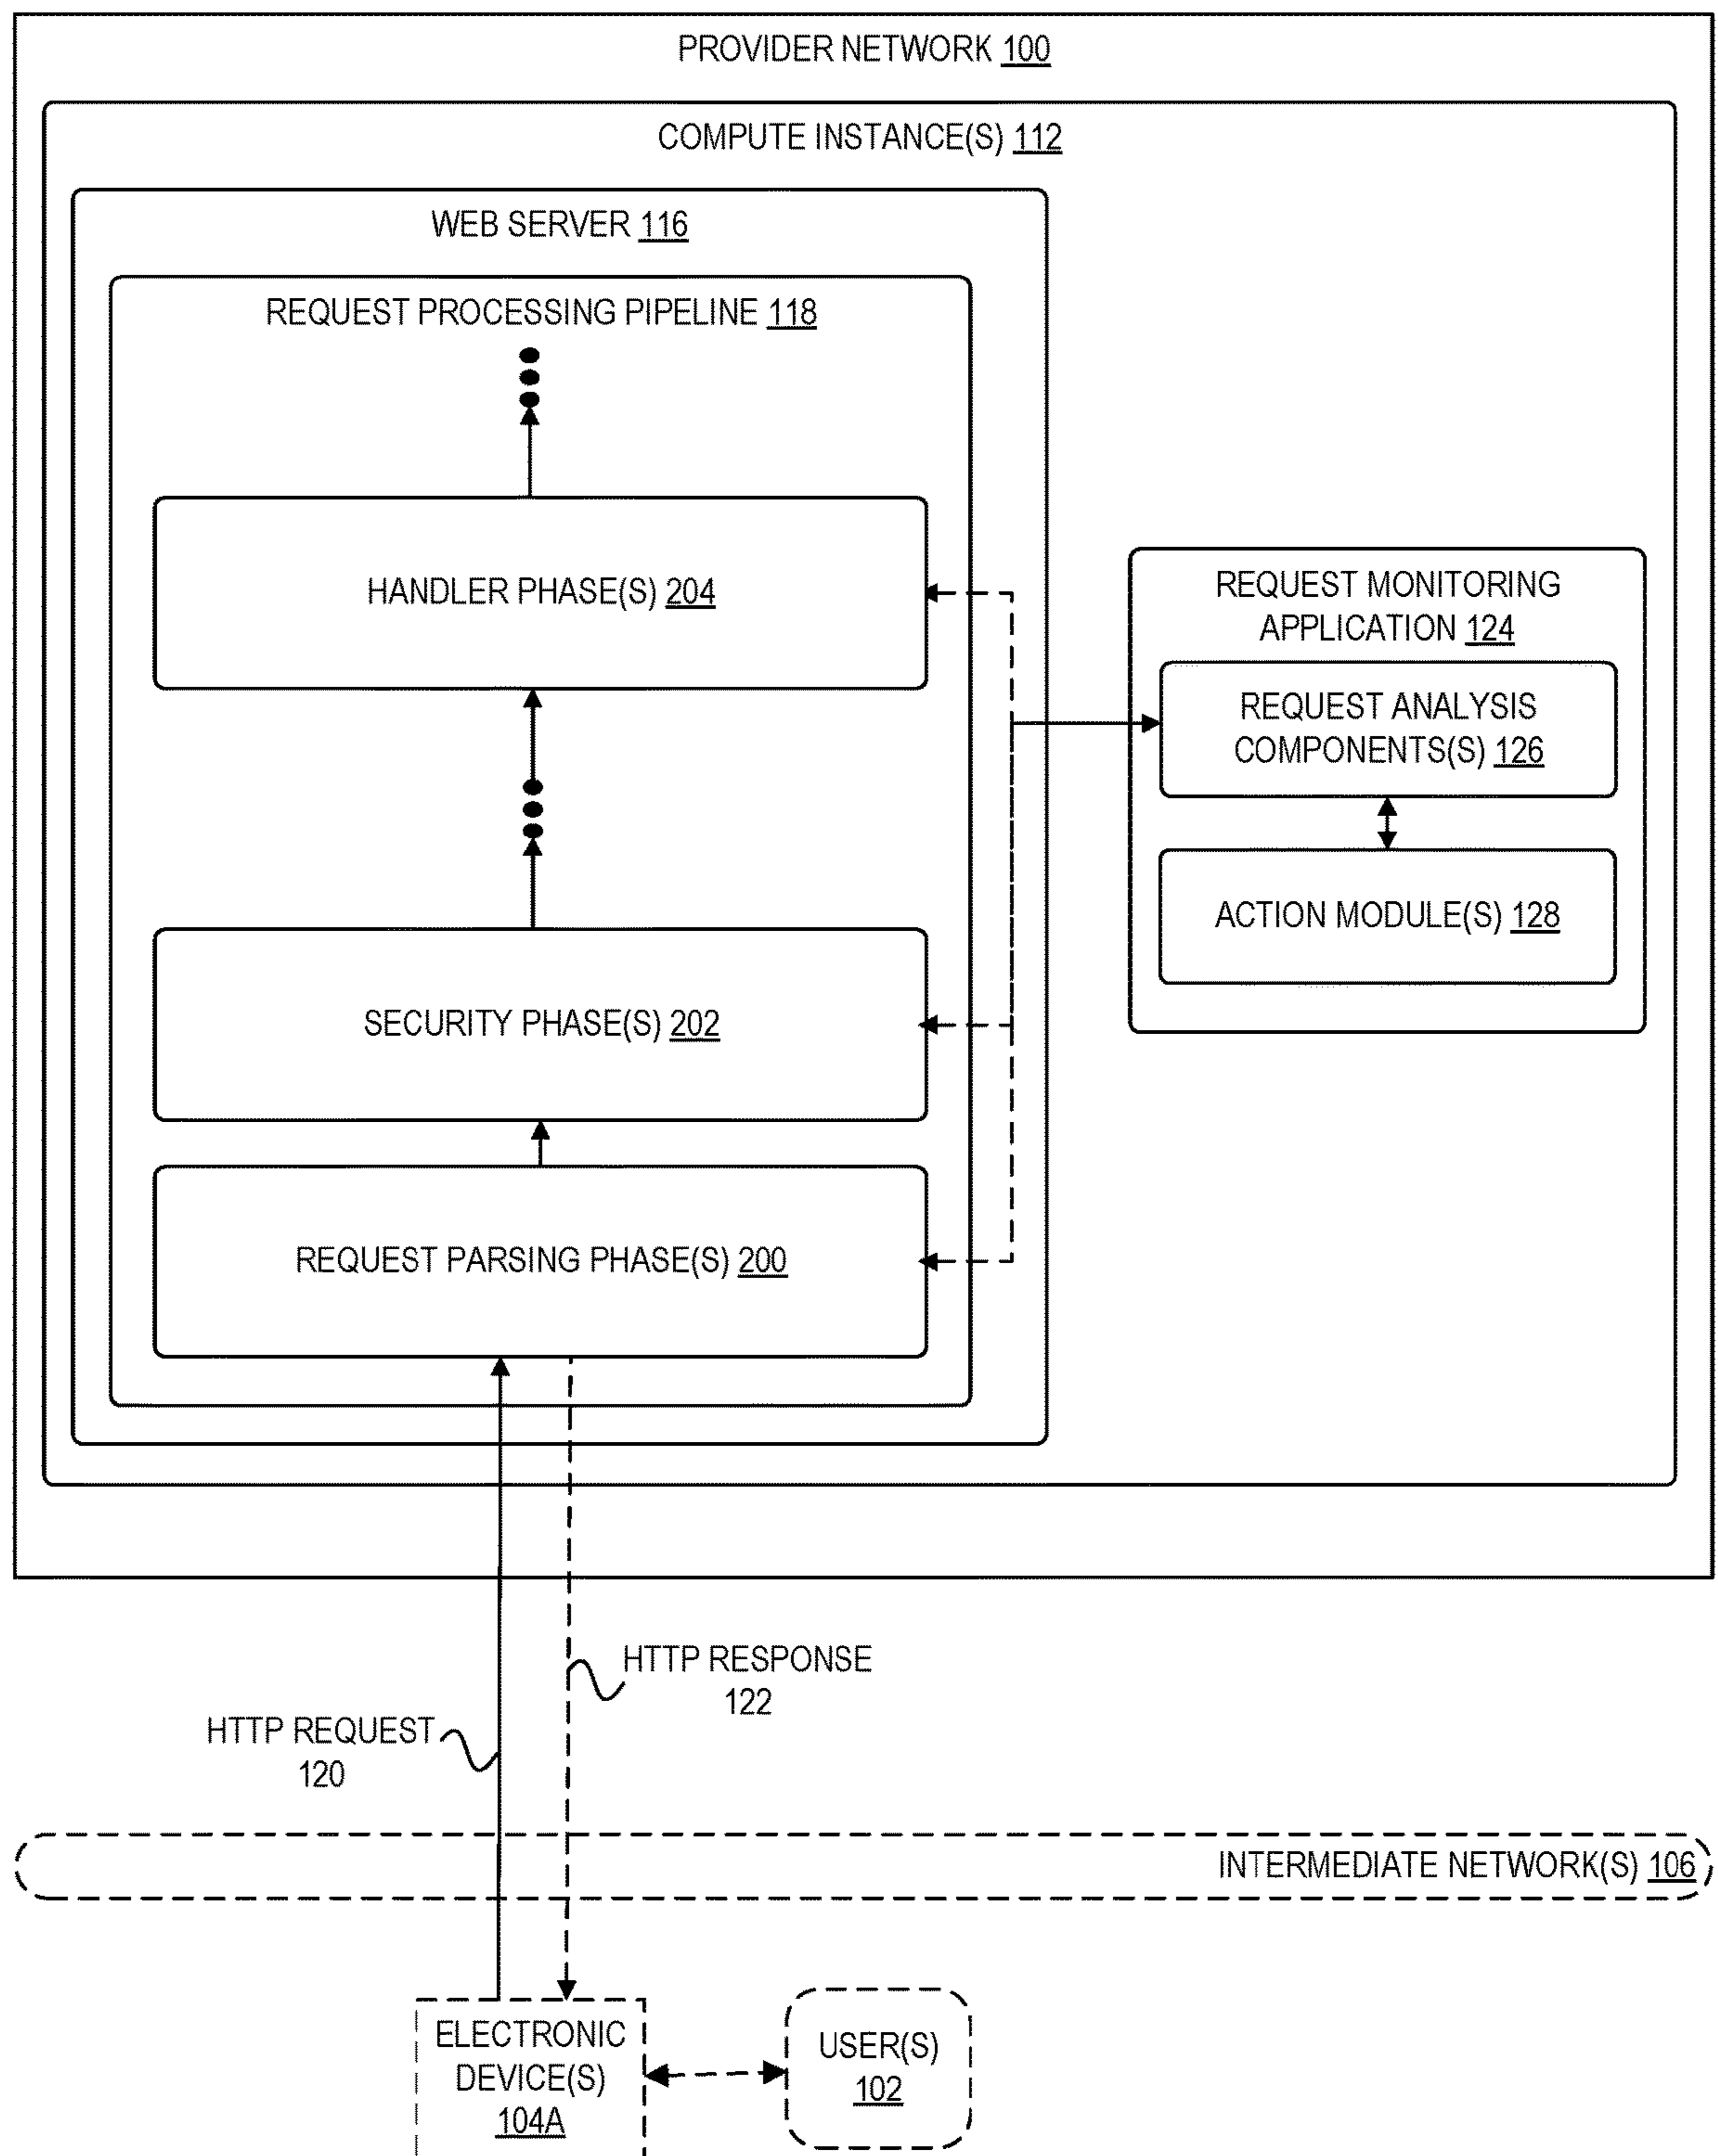 PROVIDER NETWORK 100
COMPUTE INSTANCE(S) 112
WEB SERVER 116
REQUEST PROCESSING PIPELINE 118
HANDLER PHASE(S) 204
REQUEST MONITORING
APPLICATION 124
REQUEST ANALYSIS
COMPONENTS(S) 126
ACTION MODULE(S) 128
SECURITY PHASE(S) 202
REQUEST PARSING PHASE(S) 200
HTTP RESPONSE
122
HTTP REQUEST
120
INTERMEDIATE NETWORK(S) 106
ELECTRONIC
DEVICE(S)
104A
USER(S)
102